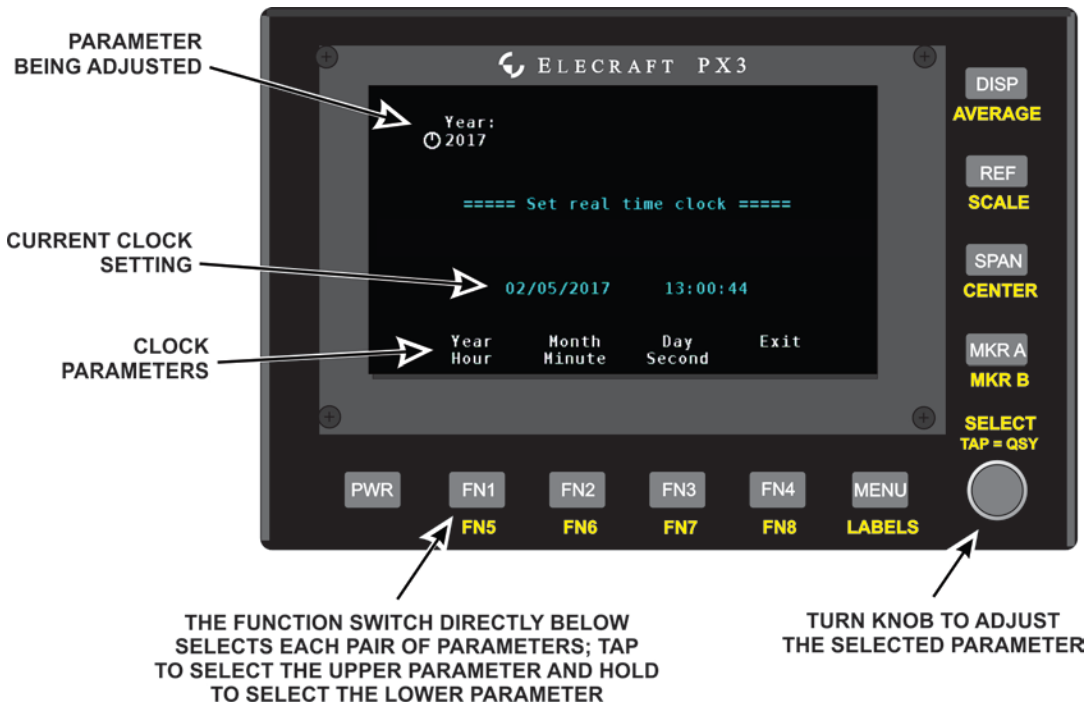 PARAMETER
BEING ADJUSTED
ELECRAFT PX3
Year:
2017
===== Set real time clock =====
CURRENT CLOCK
SETTING
02/05/2017 13:00:44
CLOCK
PARAMETERS
Year Month Day Exit
Hour Minute Second
DISP
AVERAGE
REF
SCALE
SPAN
CENTER
MKR A
MKR B
SELECT
TAP = QSY
PWR FN1 FN2 FN3 FN4 MENU
FN5 FN6 FN7 FN8 LABELS
THE FUNCTION SWITCH DIRECTLY BELOW
SELECTS EACH PAIR OF PARAMETERS; TAP
TO SELECT THE UPPER PARAMETER AND HOLD
TO SELECT THE LOWER PARAMETER
TURN KNOB TO ADJUST
THE SELECTED PARAMETER